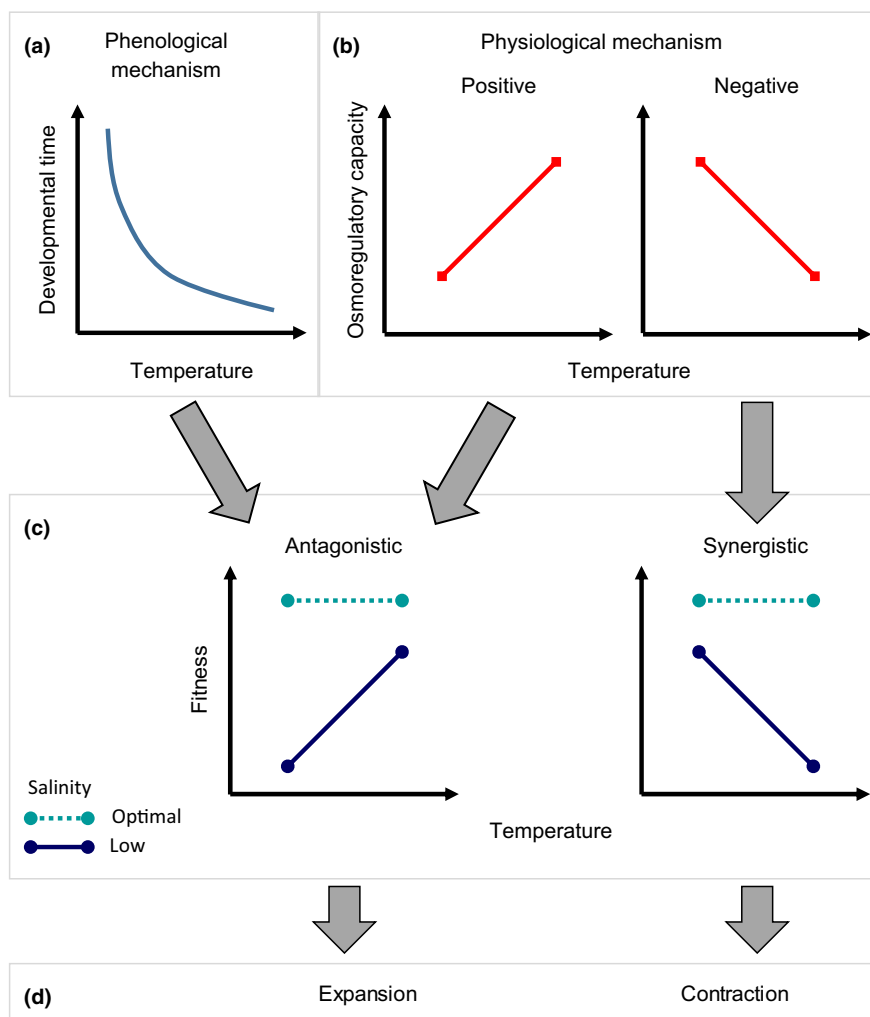 (a)
Phenological
mechanism
Developmental time
Temperature
(b)
Physiological mechanism
Positive
Negative
Osmoregulatory capacity
Temperature
(c)
Antagonistic
Synergistic
Fitness
Salinity
Optimal
Low
Temperature
(d)
Expansion
Contraction